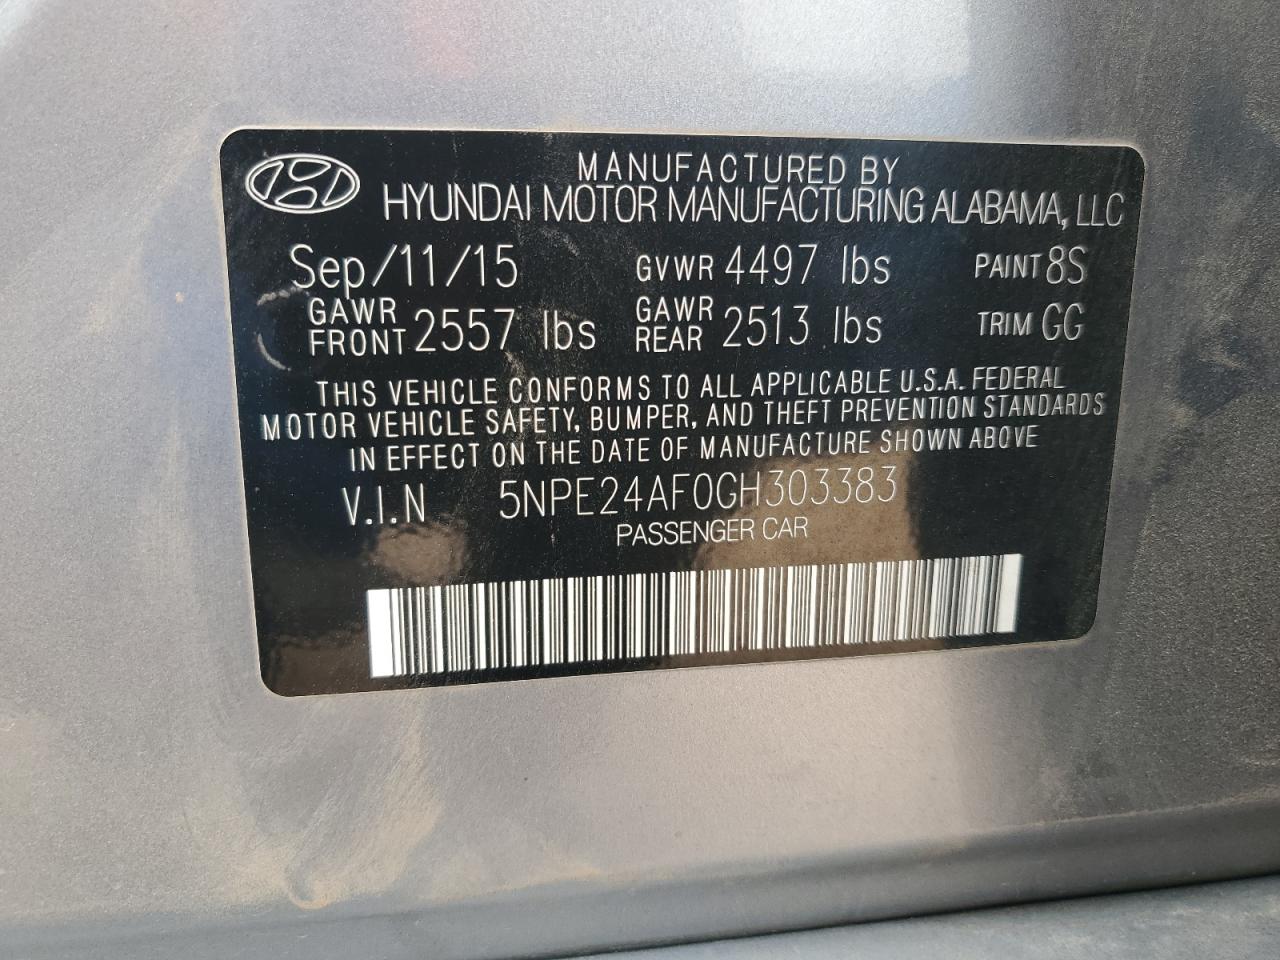 MANUFACTURED BY
HYUNDAI MOTOR MANUFACTURING ALABAMA, LLC
Sep/11/15 GVWR 4497 lbs PAINT 8S
GAWR FRONT 2557 lbs GAWR REAR 2513 lbs TRIM GG
THIS VEHICLE CONFORMS TO ALL APPLICABLE U.S.A. FEDERAL
MOTOR VEHICLE SAFETY, BUMPER, AND THEFT PREVENTION STANDARDS
IN EFFECT ON THE DATE OF MANUFACTURE SHOWN ABOVE
V.I.N 5NPE24AF0GH303383
PASSENGER CAR